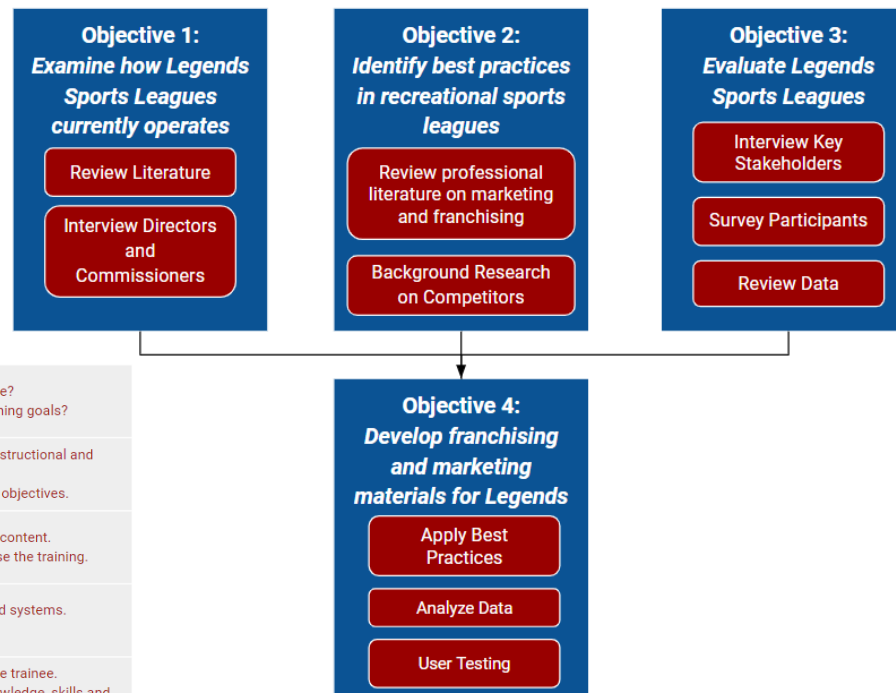 Objective 1:
Examine how Legends
Sports Leagues
currently operates
Review Literature
Interview Directors
and
Commissioners
Objective 2:
Identify best practices
in recreational sports
leagues
Review professional
literature on marketing
and franchising
Background Research
on Competitors
Objective 3:
Evaluate Legends
Sports Leagues
Interview Key
Stakeholders
Survey Participants
Review Data
Objective 4:
Develop franchising
and marketing
materials for Legends
Apply Best
Practices
Analyze Data
User Testing
goals?
and
objectives.
content.
the training.
systems.
trainee.
skills and